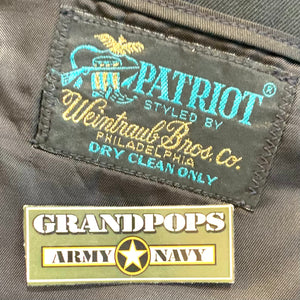 PATRIOT®
STYLED BY
Weintraub Bros. Co.
PHILADELPHIA
DRY CLEAN ONLY
GRANDPOPS
ARMY NAVY